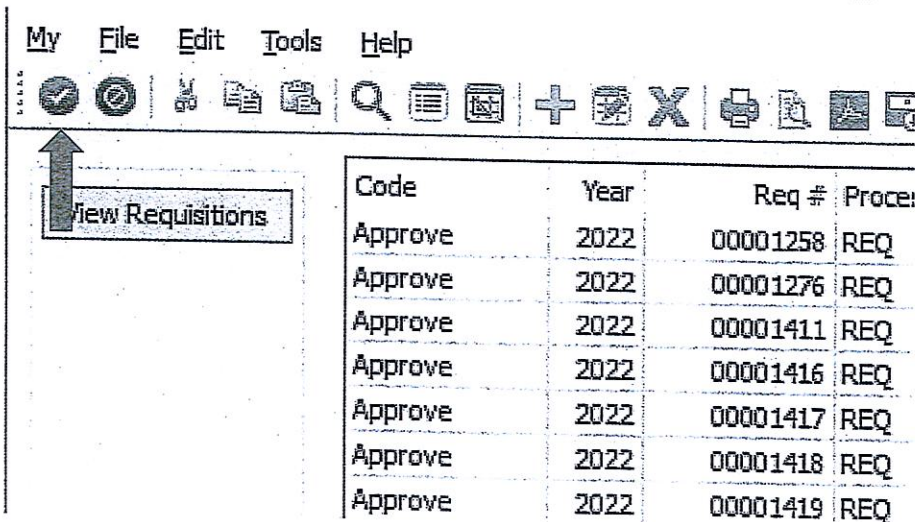 My File Edit Tools Help
View Requisitions
Code Year Req #
Approve 2022 00001258 REQ
Approve 2022 00001276 REQ
Approve 2022 00001411 REQ
Approve 2022 00001416 REQ
Approve 2022 00001417 REQ
Approve 2022 00001418 REQ
Approve 2022 00001419 REQ